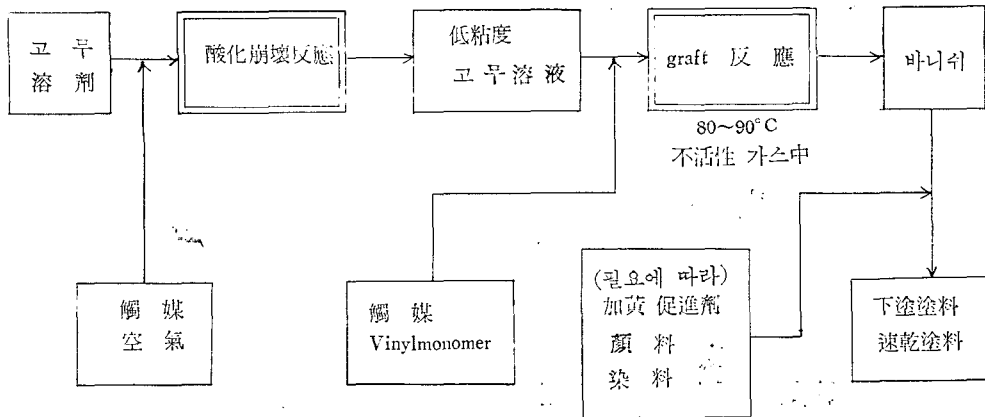 고 무
溶 劑
酸化崩壞反應
低粘度
고 무 溶 液
graft 反 應
80~90°C
不活性 가스中
바니쉬
觸 媒
空 氣
觸 媒
Vinylmonomer
(필요에 따라)
加黃 促進劑
顔 料
染 料
下塗塗料
速乾塗料